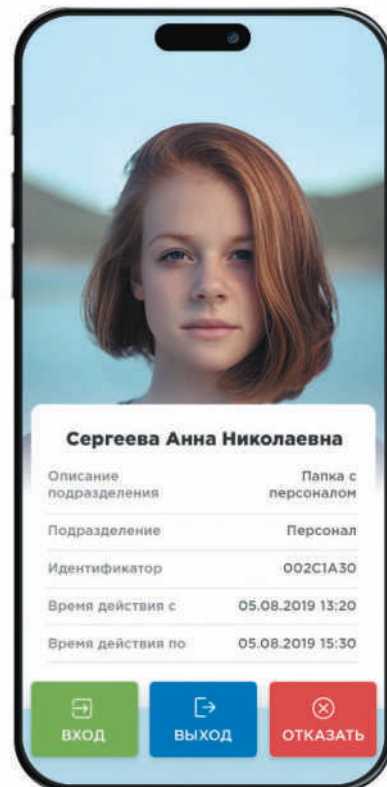 Сергеева Анна Николаевна
Описание
подразделения
Папка с
персоналом
Подразделение Персонал
Идентификатор 002C1A30
Время действия с 05.08.2019 13:20
Время действия по 05.08.2019 15:30
ВХОД ВЫХОД ОТКАЗАТЬ